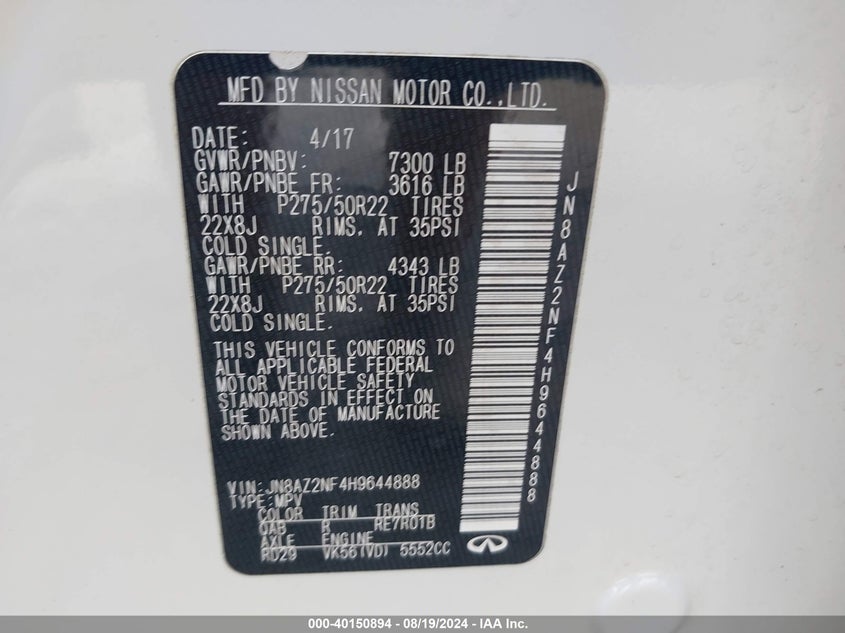 MFD BY NISSAN MOTOR CO.,LTD.
DATE: 4/17
GVWR/PNBV: 7300 LB
GAWR/PNBE FR: 3616 LB
WITH P275/50R22 TIRES
22X8J RIMS. AT 35PSI
COLD SINGLE.
GAWR/PNBE RR: 4343 LB
WITH P275/50R22 TIRES
22X8J RIMS. AT 35PSI
COLD SINGLE.
THIS VEHICLE CONFORMS TO
ALL APPLICABLE FEDERAL
MOTOR VEHICLE SAFETY
STANDARDS IN EFFECT ON
THE DATE OF MANUFACTURE
SHOWN ABOVE.
VIN:JN8AZ2NF4H9644888
TYPE:MPV
COLOR TRIM TRANS
QAB R RE7R01B
AXLE ENGINE
RD29 VK56(VD) 5552CC
JN8AZ2NF4H9644888
000-40150894 - 08/19/2024 - IAA Inc.